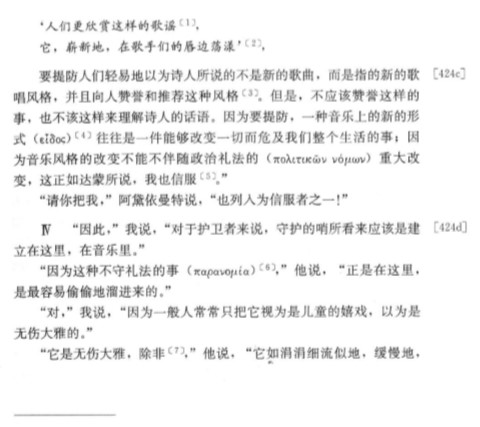 ‘人们更欣赏这样的歌谣〔1〕，
它，崭新地，在歌手们的唇边荡漾’〔2〕，
要提防人们轻易地以为诗人所说的不是新的歌曲，而是指的新的歌 [424c]
唱风格，并且向人赞誉和推荐这种风格〔3〕。但是，不应该赞誉这样的
事，也不该这样来理解诗人的话语。因为要提防，一种音乐上的新的形
式（εἶδος）〔4〕往往是一件能够改变一切而危及我们整个生活的事；因
为音乐风格的改变不能不伴随政治礼法的（πολιτικῶν νόμων）重大改
变，这正如达蒙所说，我也信服〔5〕。”
“请你把我，”阿黛依曼特说，“也列入为信服者之一！”
Ⅳ “因此，”我说，“对于护卫者来说，守护的哨所看来应该是建 [424d]
立在这里，在音乐里。”
“因为这种不守礼法的事（παρανομία）〔6〕，”他说，“正是在这里，
是最容易偷偷地溜进来的。”
“对，”我说，“因为一般人常常只把它视为是儿童的嬉戏，以为是
无伤大雅的。”
“它是无伤大雅，除非〔7〕，”他说，“它如涓涓细流似地，缓慢地，